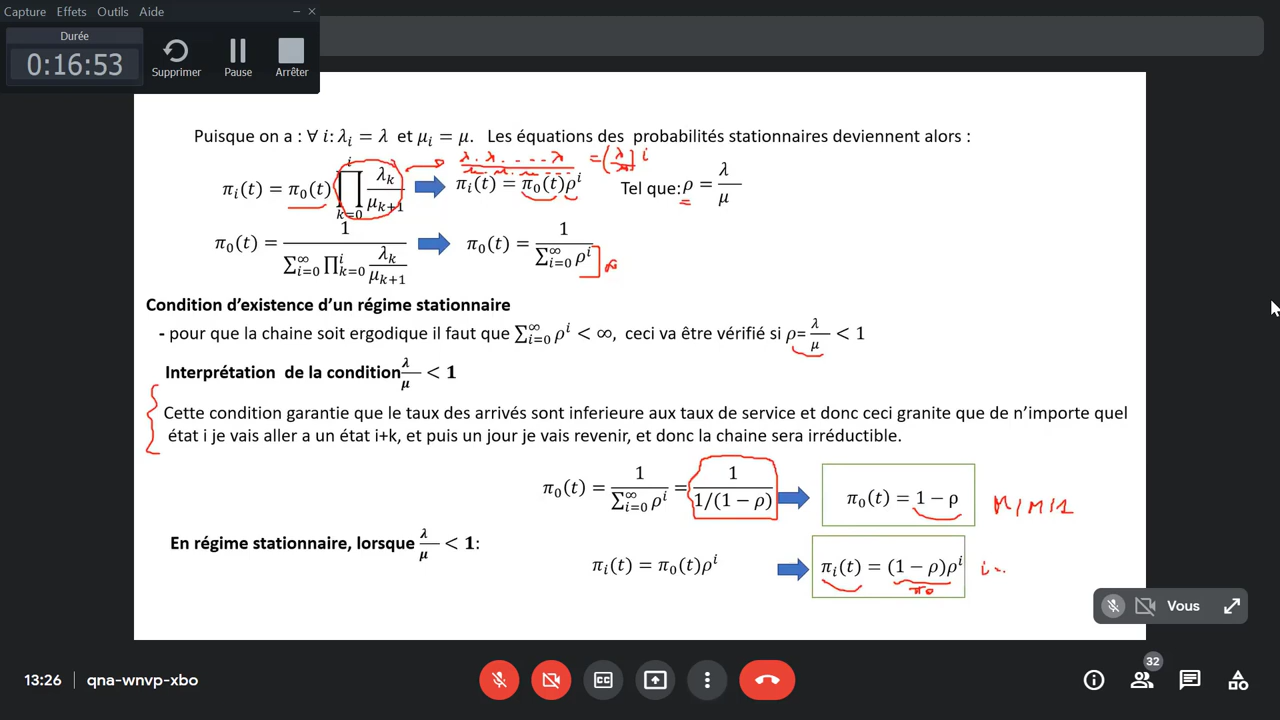 Capture Effets Outils Aide
Durée
0:16:53
Supprimer Pause Arrêter
Puisque on a : ∀ i: λ_i = λ et μ_i = μ. Les équations des probabilités stationnaires deviennent alors :
λ. λ. .... λ = (λ/μ)^i
π_i(t) = π_0(t) ∏_{k=0}^{i} λ_k/μ_{k+1} π_i(t) = π_0(t)ρ^i Tel que: ρ = λ/μ
π_0(t) = 1/(∑_{i=0}^{∞} ∏_{k=0}^{i} λ_k/μ_{k+1}) π_0(t) = 1/(∑_{i=0}^{∞} ρ^i)
Condition d'existence d'un régime stationnaire
- pour que la chaine soit ergodique il faut que ∑_{i=0}^{∞} ρ^i < ∞, ceci va être vérifié si ρ= λ/μ < 1
Interprétation de la condition λ/μ < 1
Cette condition garantie que le taux des arrivés sont inferieure aux taux de service et donc ceci granite que de n'importe quel
état i je vais aller a un état i+k, et puis un jour je vais revenir, et donc la chaine sera irréductible.
π_0(t) = 1/(∑_{i=0}^{∞} ρ^i) = 1/(1/(1 − ρ)) π_0(t) = 1 − ρ M/M/1
En régime stationnaire, lorsque λ/μ < 1:
π_i(t) = π_0(t)ρ^i π_i(t) = (1 − ρ)ρ^i
π0
Vous
13:26 qna-wnvp-xbo
CC
32